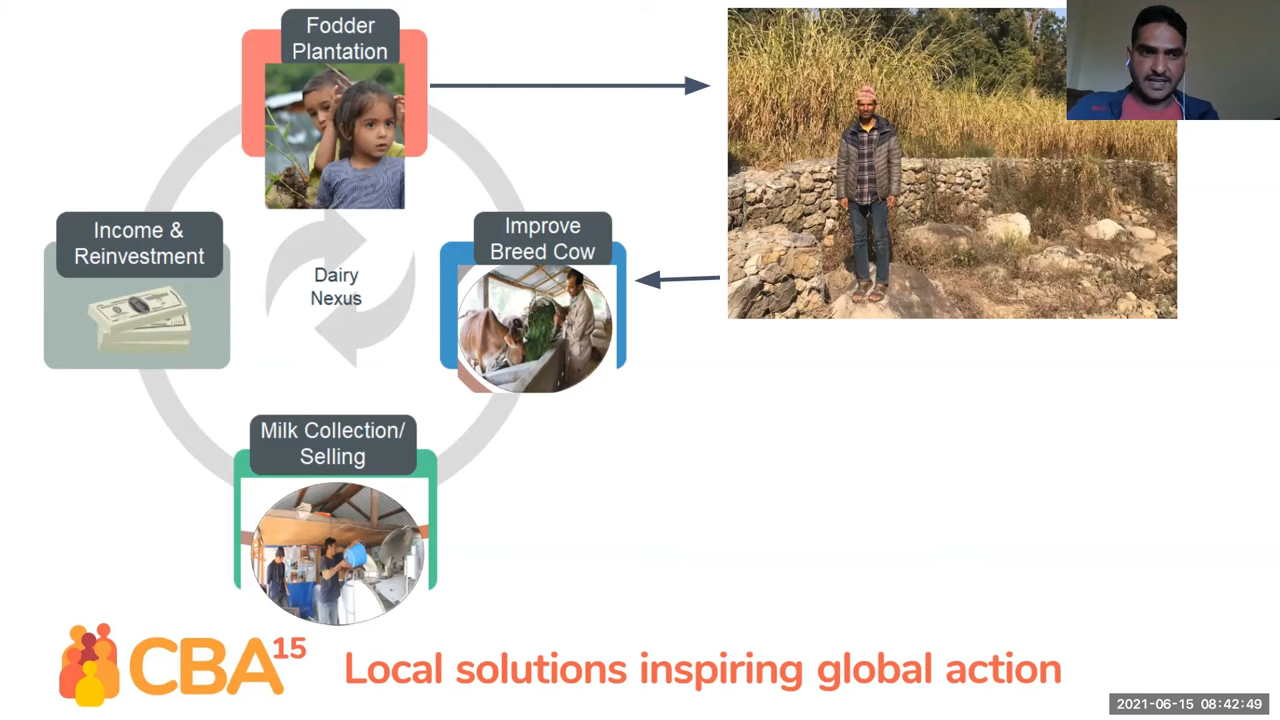 Fodder
Plantation
Income &
Reinvestment
Improve
Breed Cow
Dairy
Nexus
Milk Collection/
Selling
CBA15
Local solutions inspiring global action
2021-06-15 08:42:49